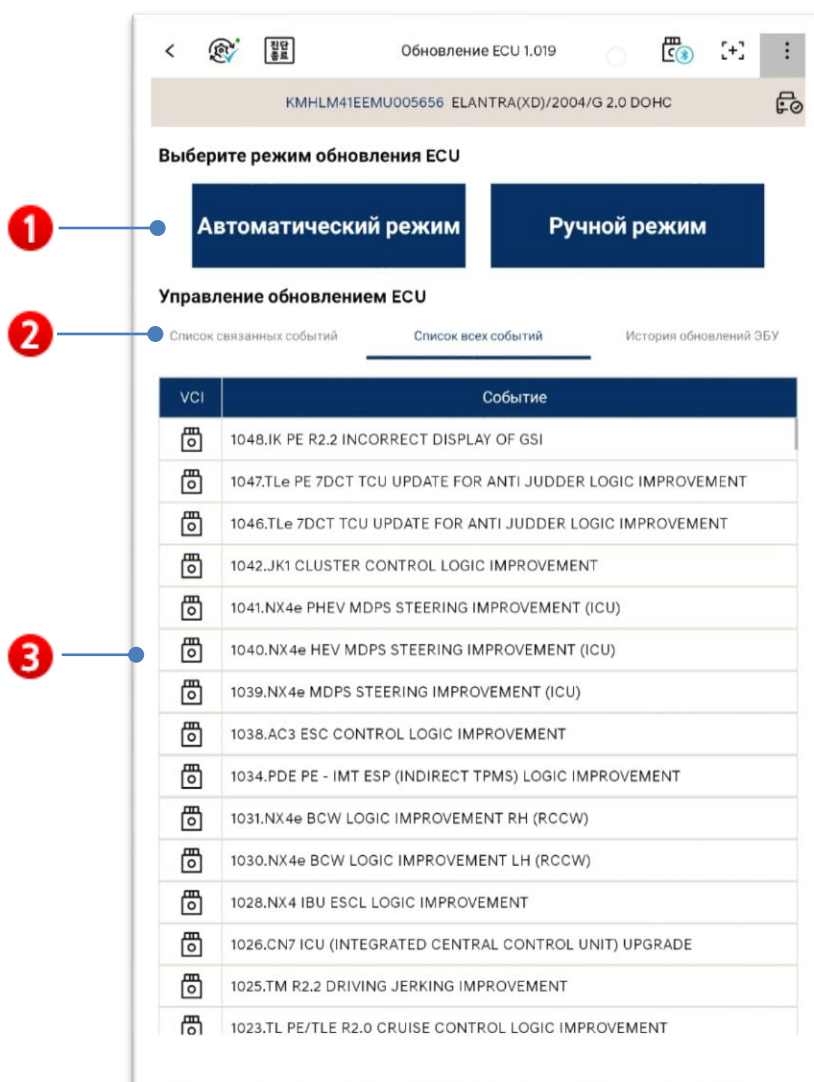 진단
종료
Обновление ECU 1.019
KMHLM41EEMU005656 ELANTRA(XD)/2004/G 2.0 DOHC
Выберите режим обновления ECU
1
Автоматический режим
Ручной режим
Управление обновлением ECU
2
Список связанных событий
Список всех событий
История обновлений ЭБУ
VCI
Событие
1048.IK PE R2.2 INCORRECT DISPLAY OF GSI
1047.TLe PE 7DCT TCU UPDATE FOR ANTI JUDDER LOGIC IMPROVEMENT
1046.TLe 7DCT TCU UPDATE FOR ANTI JUDDER LOGIC IMPROVEMENT
1042.JK1 CLUSTER CONTROL LOGIC IMPROVEMENT
1041.NX4e PHEV MDPS STEERING IMPROVEMENT (ICU)
3
1040.NX4e HEV MDPS STEERING IMPROVEMENT (ICU)
1039.NX4e MDPS STEERING IMPROVEMENT (ICU)
1038.AC3 ESC CONTROL LOGIC IMPROVEMENT
1034.PDE PE - IMT ESP (INDIRECT TPMS) LOGIC IMPROVEMENT
1031.NX4e BCW LOGIC IMPROVEMENT RH (RCCW)
1030.NX4e BCW LOGIC IMPROVEMENT LH (RCCW)
1028.NX4 IBU ESCL LOGIC IMPROVEMENT
1026.CN7 ICU (INTEGRATED CENTRAL CONTROL UNIT) UPGRADE
1025.TM R2.2 DRIVING JERKING IMPROVEMENT
1023.TL PE/TLE R2.0 CRUISE CONTROL LOGIC IMPROVEMENT